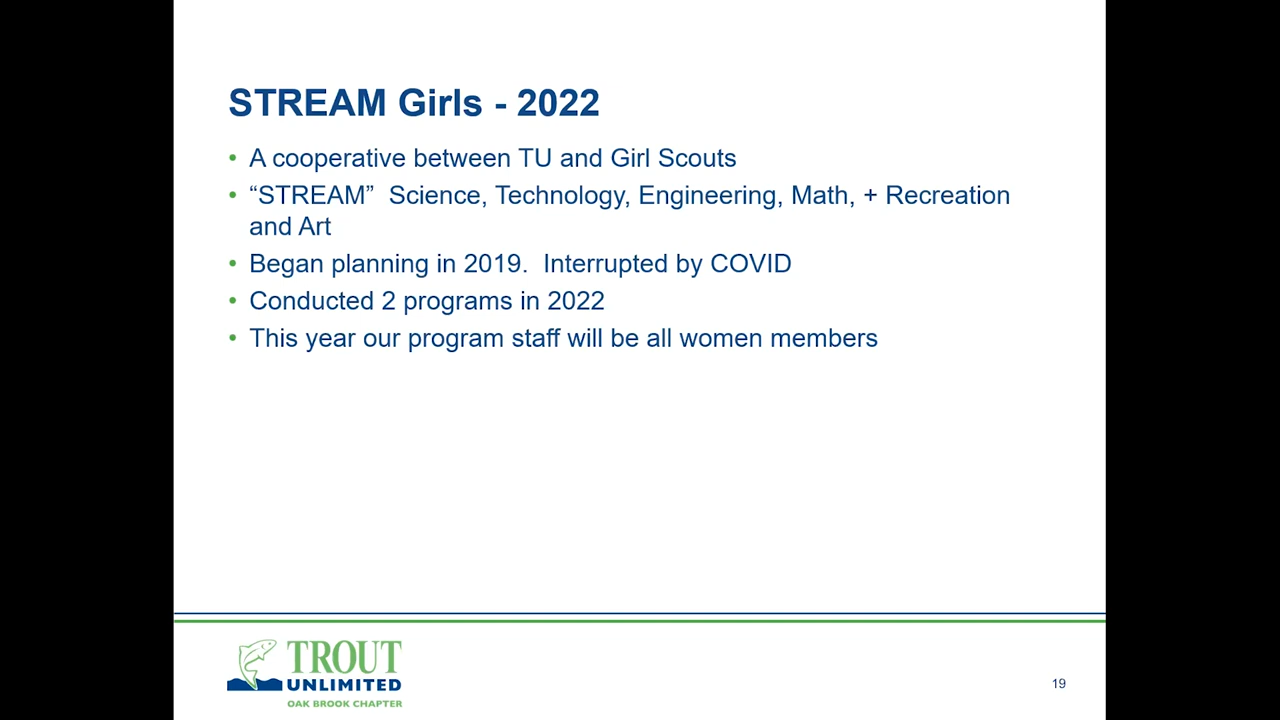 STREAM Girls - 2022
• A cooperative between TU and Girl Scouts
• “STREAM”  Science, Technology, Engineering, Math, + Recreation
and Art
• Began planning in 2019.  Interrupted by COVID
• Conducted 2 programs in 2022
• This year our program staff will be all women members
TROUT
UNLIMITED
OAK BROOK CHAPTER
19